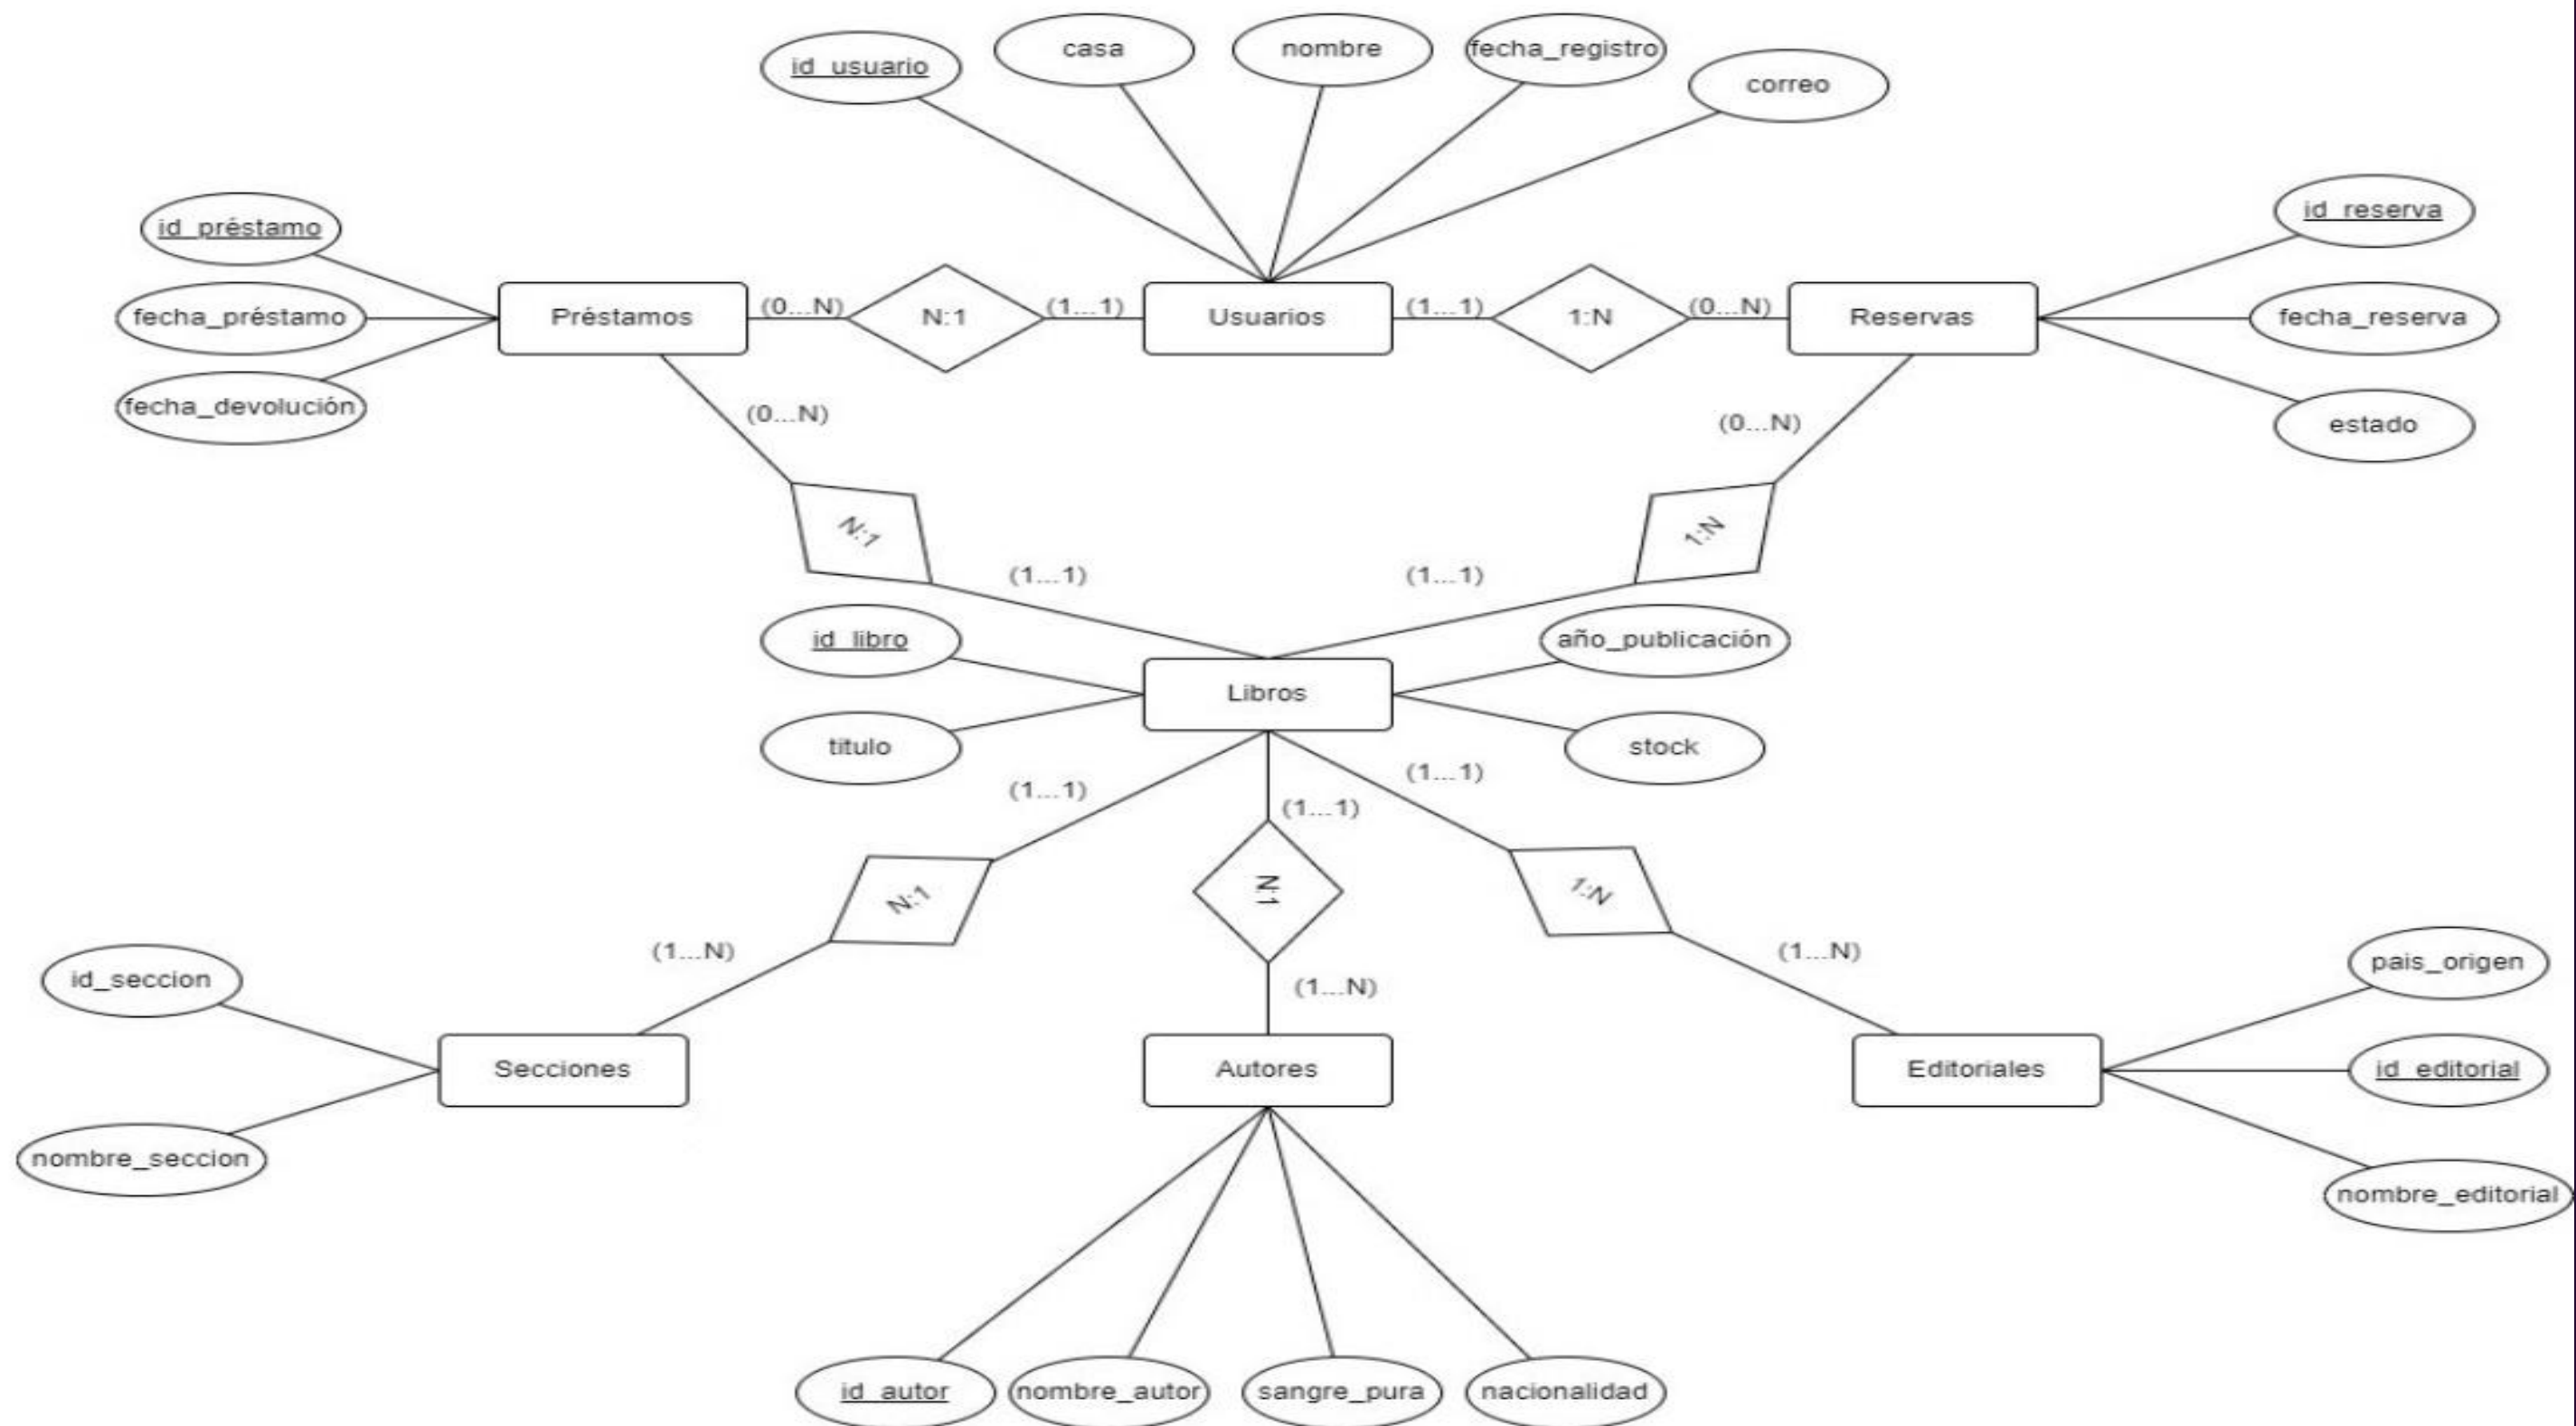 id_usuario
casa
nombre
fecha_registro
correo
id_préstamo
fecha_préstamo
fecha_devolución
Préstamos
(0...N)
N:1
(1...1)
Usuarios
(1...1)
1:N
(0...N)
Reservas
id_reserva
fecha_reserva
estado
(0...N)
N:1
(1...1)
(0...N)
1:N
(1...1)
id_libro
titulo
Libros
año_publicación
stock
(1...1)
N:1
(1...N)
(1...1)
N:1
(1...N)
(1...1)
1:N
(1...N)
id_seccion
nombre_seccion
Secciones
Autores
Editoriales
pais_origen
id_editorial
nombre_editorial
id_autor
nombre_autor
sangre_pura
nacionalidad